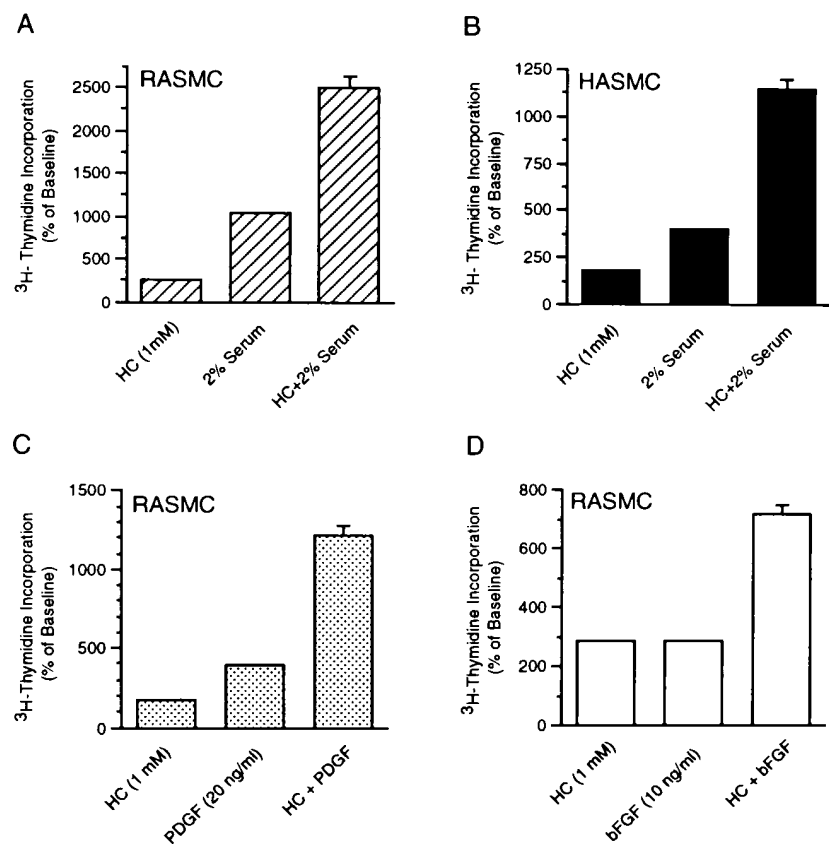 A
³H- Thymidine Incorporation
(% of Baseline)
2500
2000
1500
1000
500
0
RASMC
HC (1mM)
2% Serum
HC+2% Serum
B
³H- Thymidine Incorporation
(% of Baseline)
1250
1000
750
500
250
0
HASMC
HC (1mM)
2% Serum
HC+2% Serum
C
³H-Thymidine Incorporation
(% of Baseline)
1500
1000
500
0
RASMC
HC (1 mM)
PDGF (20 ng/ml)
HC + PDGF
D
³H-Thymidine Incorporation
(% of Baseline)
800
600
400
200
0
RASMC
HC (1 mM)
bFGF (10 ng/ml)
HC + bFGF